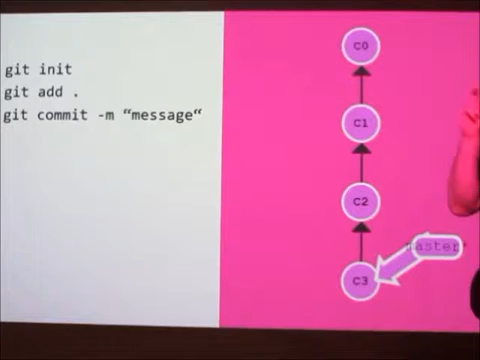 git init
git add .
git commit -m “message“
C0
C1
C2
C3
master*